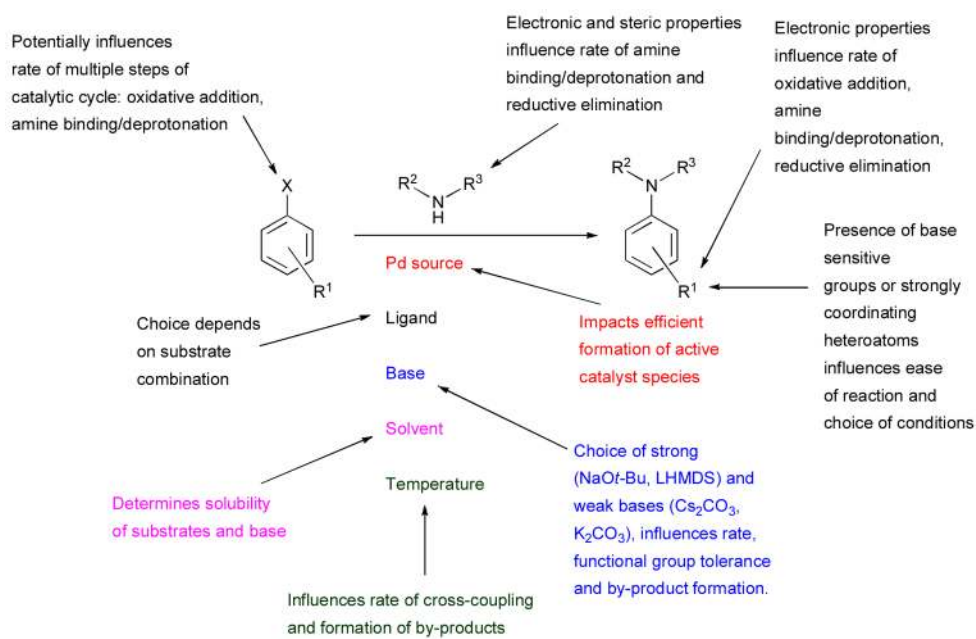 Potentially influences
rate of multiple steps of
catalytic cycle: oxidative addition,
amine binding/deprotonation
Electronic and steric properties
influence rate of amine
binding/deprotonation and
reductive elimination
Electronic properties
influence rate of
oxidative addition,
amine
binding/deprotonation,
reductive elimination
X
R¹
R² R³
N
H
R² R³
N
R¹
Pd source
Ligand
Base
Solvent
Temperature
Choice depends
on substrate
combination
Impacts efficient
formation of active
catalyst species
Presence of base
sensitive
groups or strongly
coordinating
heteroatoms
influences ease
of reaction and
choice of conditions
Determines solubility
of substrates and base
Choice of strong
(NaOt-Bu, LHMDS) and
weak bases (Cs₂CO₃,
K₂CO₃), influences rate,
functional group tolerance
and by-product formation.
Influences rate of cross-coupling
and formation of by-products